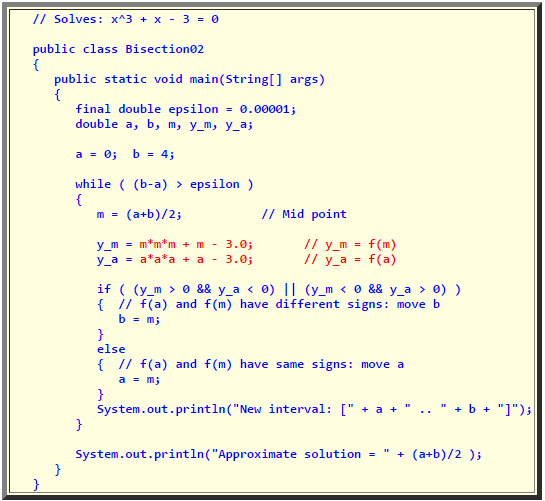 // Solves: x^3 + x - 3 = 0
public class Bisection02
{
public static void main(String[] args)
{
final double epsilon = 0.00001;
double a, b, m, y_m, y_a;
a = 0;  b = 4;
while ( (b-a) > epsilon )
{
m = (a+b)/2;           // Mid point
y_m = m*m*m + m - 3.0;       // y_m = f(m)
y_a = a*a*a + a - 3.0;       // y_a = f(a)
if ( (y_m > 0 && y_a < 0) || (y_m < 0 && y_a > 0) )
{  // f(a) and f(m) have different signs: move b
b = m;
}
else
{  // f(a) and f(m) have same signs: move a
a = m;
}
System.out.println("New interval: [" + a + " .. " + b + "]");
}
System.out.println("Approximate solution = " + (a+b)/2 );
}
}